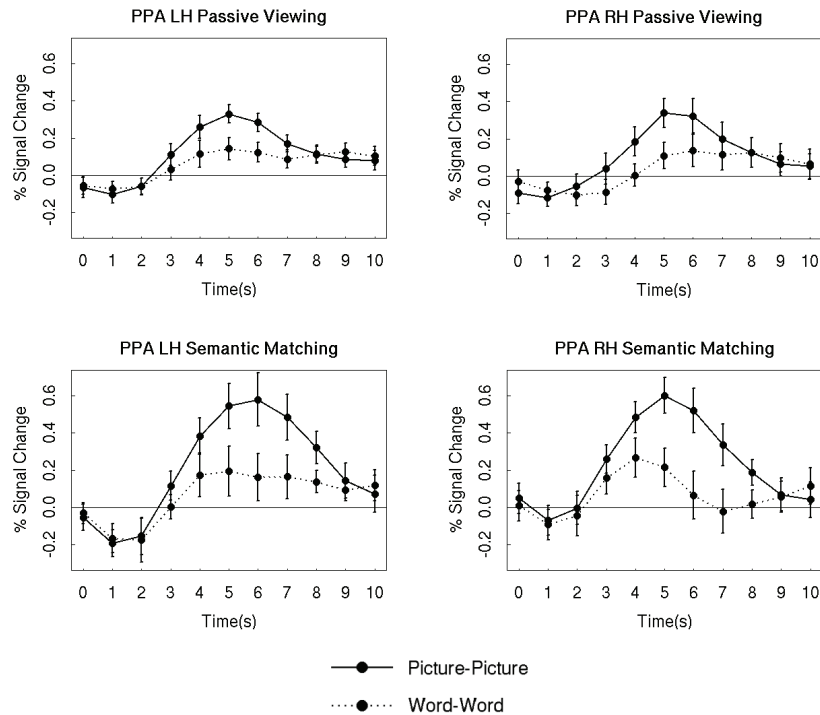 PPA LH Passive Viewing
% Signal Change
-0.2 0.0 0.2 0.4 0.6
0 1 2 3 4 5 6 7 8 9 10
Time(s)
PPA RH Passive Viewing
% Signal Change
-0.2 0.0 0.2 0.4 0.6
0 1 2 3 4 5 6 7 8 9 10
Time(s)
PPA LH Semantic Matching
% Signal Change
-0.2 0.0 0.2 0.4 0.6
0 1 2 3 4 5 6 7 8 9 10
Time(s)
PPA RH Semantic Matching
% Signal Change
-0.2 0.0 0.2 0.4 0.6
0 1 2 3 4 5 6 7 8 9 10
Time(s)
Picture-Picture
Word-Word